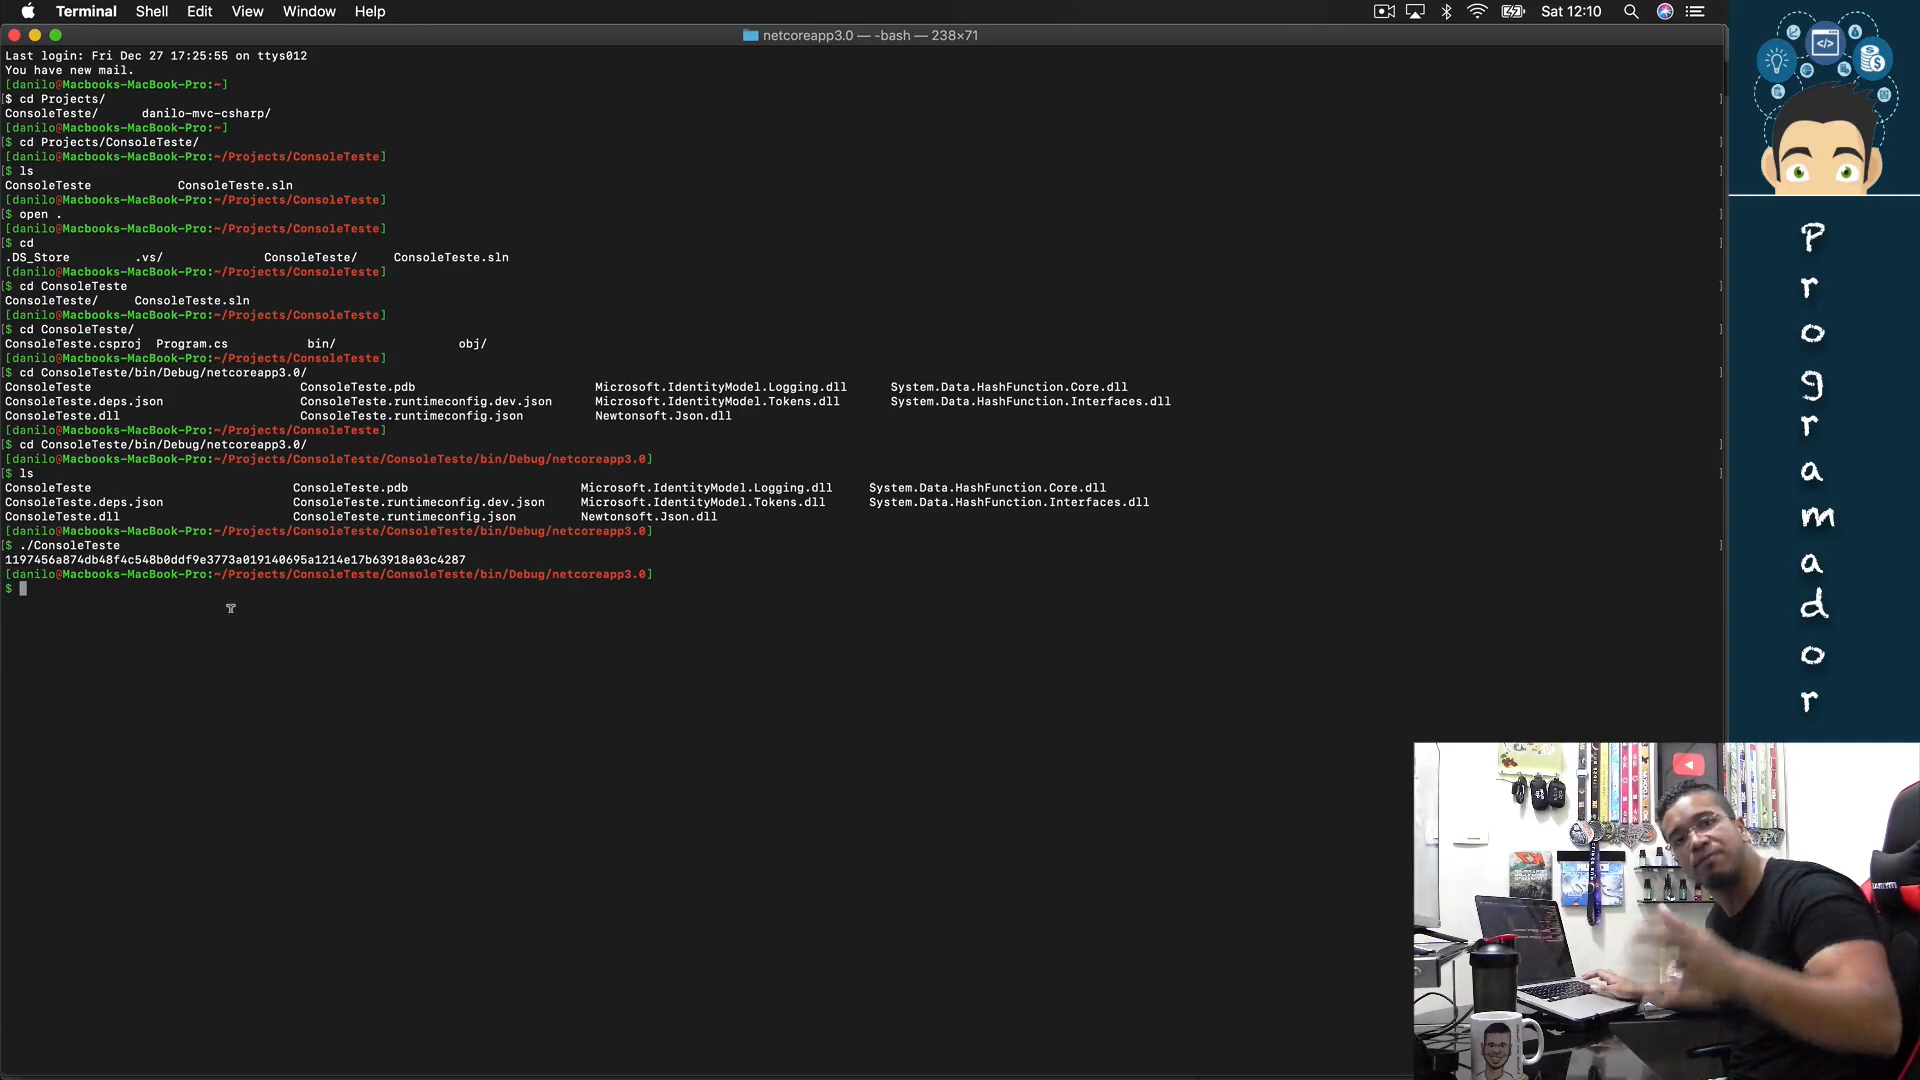 Terminal Shell Edit View Window Help Sat 12:10
netcoreapp3.0 — -bash — 238×71
Last login: Fri Dec 27 17:25:55 on ttys012
You have new mail.
[danilo@Macbooks-MacBook-Pro:~]
[$ cd Projects/ ]
ConsoleTeste/ danilo-mvc-csharp/
[danilo@Macbooks-MacBook-Pro:~]
[$ cd Projects/ConsoleTeste/ ]
[danilo@Macbooks-MacBook-Pro:~/Projects/ConsoleTeste]
[$ ls ]
ConsoleTeste ConsoleTeste.sln
[danilo@Macbooks-MacBook-Pro:~/Projects/ConsoleTeste]
[$ open . ]
[danilo@Macbooks-MacBook-Pro:~/Projects/ConsoleTeste]
[$ cd ]
.DS_Store .vs/ ConsoleTeste/ ConsoleTeste.sln
[danilo@Macbooks-MacBook-Pro:~/Projects/ConsoleTeste]
[$ cd ConsoleTeste ]
ConsoleTeste/ ConsoleTeste.sln
[danilo@Macbooks-MacBook-Pro:~/Projects/ConsoleTeste]
[$ cd ConsoleTeste/ ]
ConsoleTeste.csproj Program.cs bin/ obj/
[danilo@Macbooks-MacBook-Pro:~/Projects/ConsoleTeste]
[$ cd ConsoleTeste/bin/Debug/netcoreapp3.0/ ]
ConsoleTeste ConsoleTeste.pdb Microsoft.IdentityModel.Logging.dll System.Data.HashFunction.Core.dll
ConsoleTeste.deps.json ConsoleTeste.runtimeconfig.dev.json Microsoft.IdentityModel.Tokens.dll System.Data.HashFunction.Interfaces.dll
ConsoleTeste.dll ConsoleTeste.runtimeconfig.json Newtonsoft.Json.dll
[danilo@Macbooks-MacBook-Pro:~/Projects/ConsoleTeste]
[$ cd ConsoleTeste/bin/Debug/netcoreapp3.0/ ]
[danilo@Macbooks-MacBook-Pro:~/Projects/ConsoleTeste/ConsoleTeste/bin/Debug/netcoreapp3.0]
[$ ls ]
ConsoleTeste ConsoleTeste.pdb Microsoft.IdentityModel.Logging.dll System.Data.HashFunction.Core.dll
ConsoleTeste.deps.json ConsoleTeste.runtimeconfig.dev.json Microsoft.IdentityModel.Tokens.dll System.Data.HashFunction.Interfaces.dll
ConsoleTeste.dll ConsoleTeste.runtimeconfig.json Newtonsoft.Json.dll
[danilo@Macbooks-MacBook-Pro:~/Projects/ConsoleTeste/ConsoleTeste/bin/Debug/netcoreapp3.0]
[$ ./ConsoleTeste ]
1197456a874db48f4c548b0ddf9e3773a019140695a1214e17b63918a03c4287
[danilo@Macbooks-MacBook-Pro:~/Projects/ConsoleTeste/ConsoleTeste/bin/Debug/netcoreapp3.0]
$
Programador